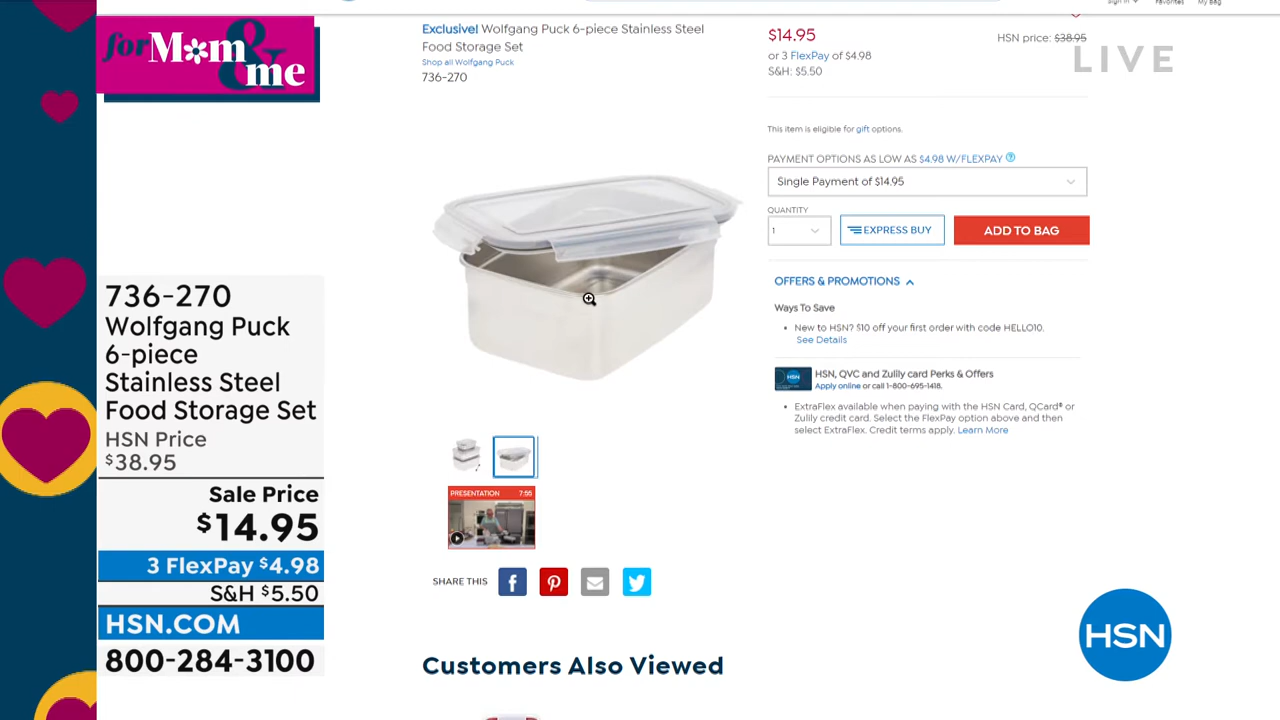 Sign In
Favorites
My Bag
for Mom
&
me
Exclusive! Wolfgang Puck 6-piece Stainless Steel
Food Storage Set
Shop all Wolfgang Puck
736-270
$14.95
HSN price: $38.95
or 3 FlexPay of $4.98
S&H: $5.50
LIVE
This item is eligible for gift options.
PAYMENT OPTIONS AS LOW AS $4.98 W/FLEXPAY ?
Single Payment of $14.95
QUANTITY
1
EXPRESS BUY
ADD TO BAG
OFFERS & PROMOTIONS
Ways To Save
• New to HSN? $10 off your first order with code HELLO10.
See Details
HSN
HSN, QVC and Zulily card Perks & Offers
Apply online or call 1-800-695-1418.
• ExtraFlex available when paying with the HSN Card, QCard® or
Zulily credit card. Select the FlexPay option above and then
select ExtraFlex. Credit terms apply. Learn More
PRESENTATION 7:56
SHARE THIS
Customers Also Viewed
736-270
Wolfgang Puck
6-piece
Stainless Steel
Food Storage Set
HSN Price
$38.95
Sale Price
$14.95
3 FlexPay $4.98
S&H $5.50
HSN.COM
800-284-3100
HSN